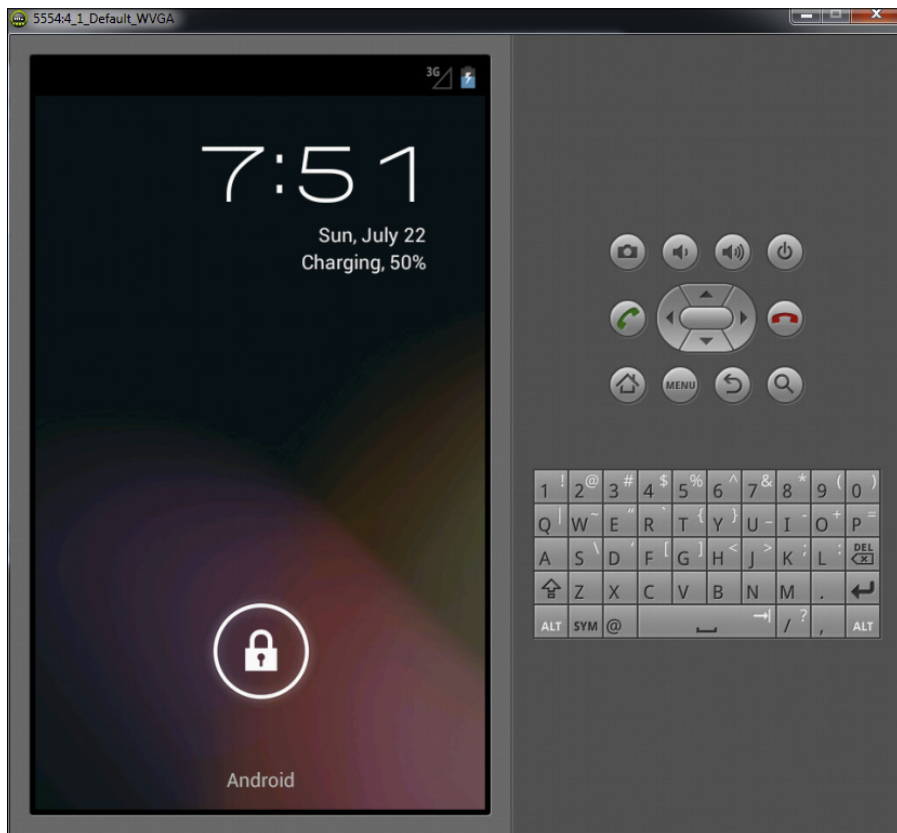 5554:4_1_Default_WVGA
3G
7:51
Sun, July 22
Charging, 50%
Android
MENU
1 ! 2 @ 3 # 4 $ 5 % 6 ^ 7 & 8 * 9 ( 0 )
Q | W ~ E " R ` T { Y } U _ I - O + P =
A S \ D ' F [ G ] H < J > K ; L : DEL
Z X C V B N M .
ALT SYM @ / ? , ALT